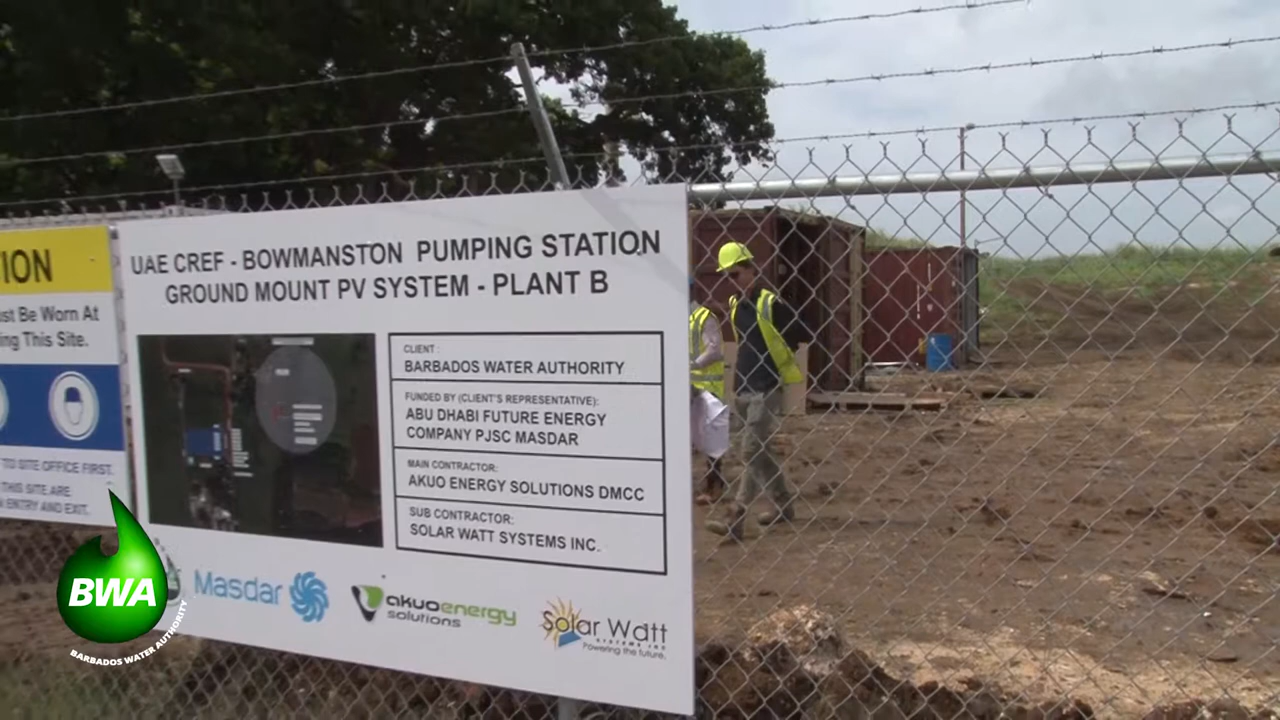 ION
ust Be Worn At
ing This Site.
TO SITE OFFICE FIRST.
THIS SITE ARE
ENTRY AND EXIT.
UAE CREF - BOWMANSTON PUMPING STATION
GROUND MOUNT PV SYSTEM - PLANT B
CLIENT :
BARBADOS WATER AUTHORITY
FUNDED BY (CLIENT'S REPRESENTATIVE):
ABU DHABI FUTURE ENERGY
COMPANY PJSC MASDAR
MAIN CONTRACTOR:
AKUO ENERGY SOLUTIONS DMCC
SUB CONTRACTOR:
SOLAR WATT SYSTEMS INC.
Masdar
akuoenergy
solutions
Solar Watt
SYSTEMS INC
Powering the future.
BWA
BARBADOS WATER AUTHORITY